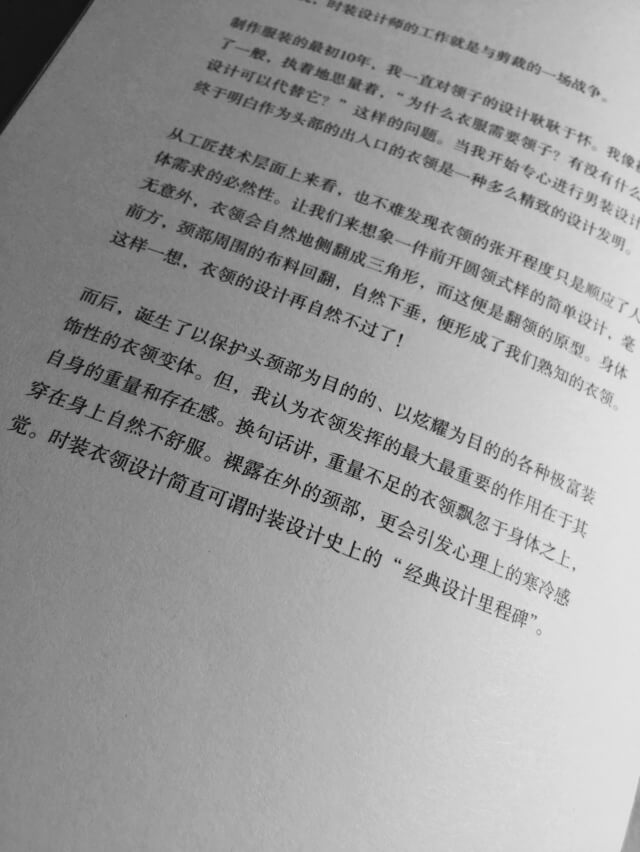 ，时装设计师的工作就是与剪裁的一场战争。
制作服装的最初10年，我一直对领子的设计耿耿于怀。我像
了一般，执着地思量着，“为什么衣服需要领子？有没有什么
设计可以代替它？”这样的问题。当我开始专心进行男装设计
终于明白作为头部的出入口的衣领是一种多么精致的设计发明。
从工匠技术层面上来看，也不难发现衣领的张开程度只是顺应了人
体需求的必然性。让我们来想象一件前开圆领式样的简单设计，毫
无意外，衣领会自然地侧翻成三角形，而这便是翻领的原型。身体
前方，颈部周围的布料回翻，自然下垂，便形成了我们熟知的衣领。
这样一想，衣领的设计再自然不过了！
而后，诞生了以保护头颈部为目的的、以炫耀为目的的各种极富装
饰性的衣领变体。但，我认为衣领发挥的最大最重要的作用在于其
自身的重量和存在感。换句话讲，重量不足的衣领飘忽于身体之上，
穿在身上自然不舒服。裸露在外的颈部，更会引发心理上的寒冷感
觉。时装衣领设计简直可谓时装设计史上的“经典设计里程碑”。